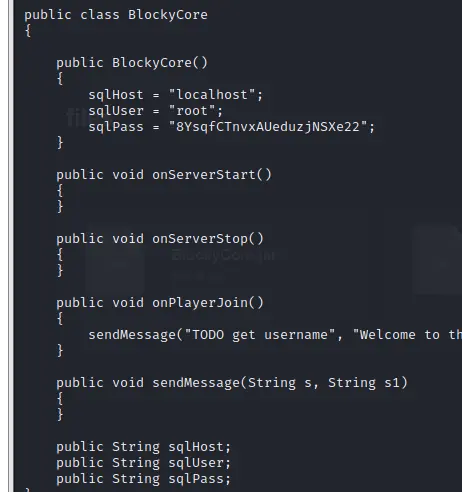 public class BlockyCore
{
public BlockyCore()
{
sqlHost = "localhost";
sqlUser = "root";
sqlPass = "8YsqfCTnvxAUeduzjNSXe22";
}
public void onServerStart()
{
}
public void onServerStop()
{
}
public void onPlayerJoin()
{
sendMessage("TODO get username", "Welcome to th
}
public void sendMessage(String s, String s1)
{
}
public String sqlHost;
public String sqlUser;
public String sqlPass;
}